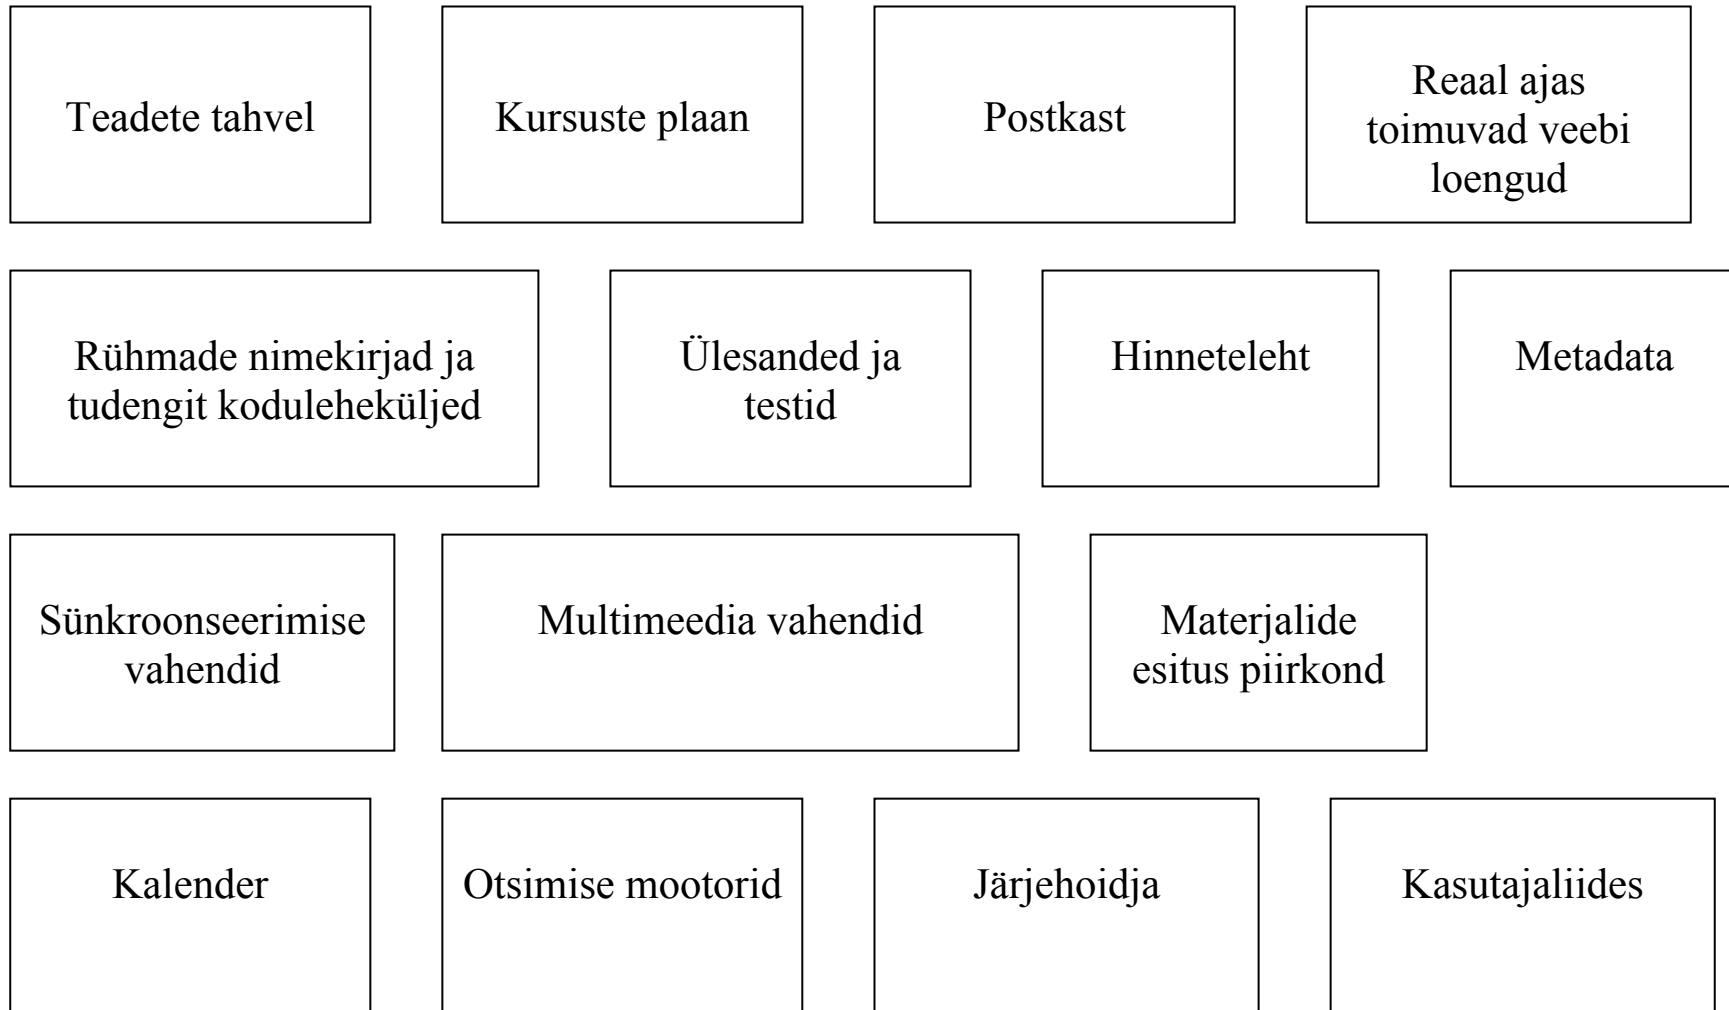 Teadete tahvel
Kursuste plaan
Postkast
Reaal ajas
toimuvad veebi
loengud
Rühmade nimekirjad ja
tudengit koduleheküljed
Ülesanded ja
testid
Hinneteleht
Metadata
Sünkroonseerimise
vahendid
Multimeedia vahendid
Materjalide
esitus piirkond
Kalender
Otsimise mootorid
Järjehoidja
Kasutajaliides